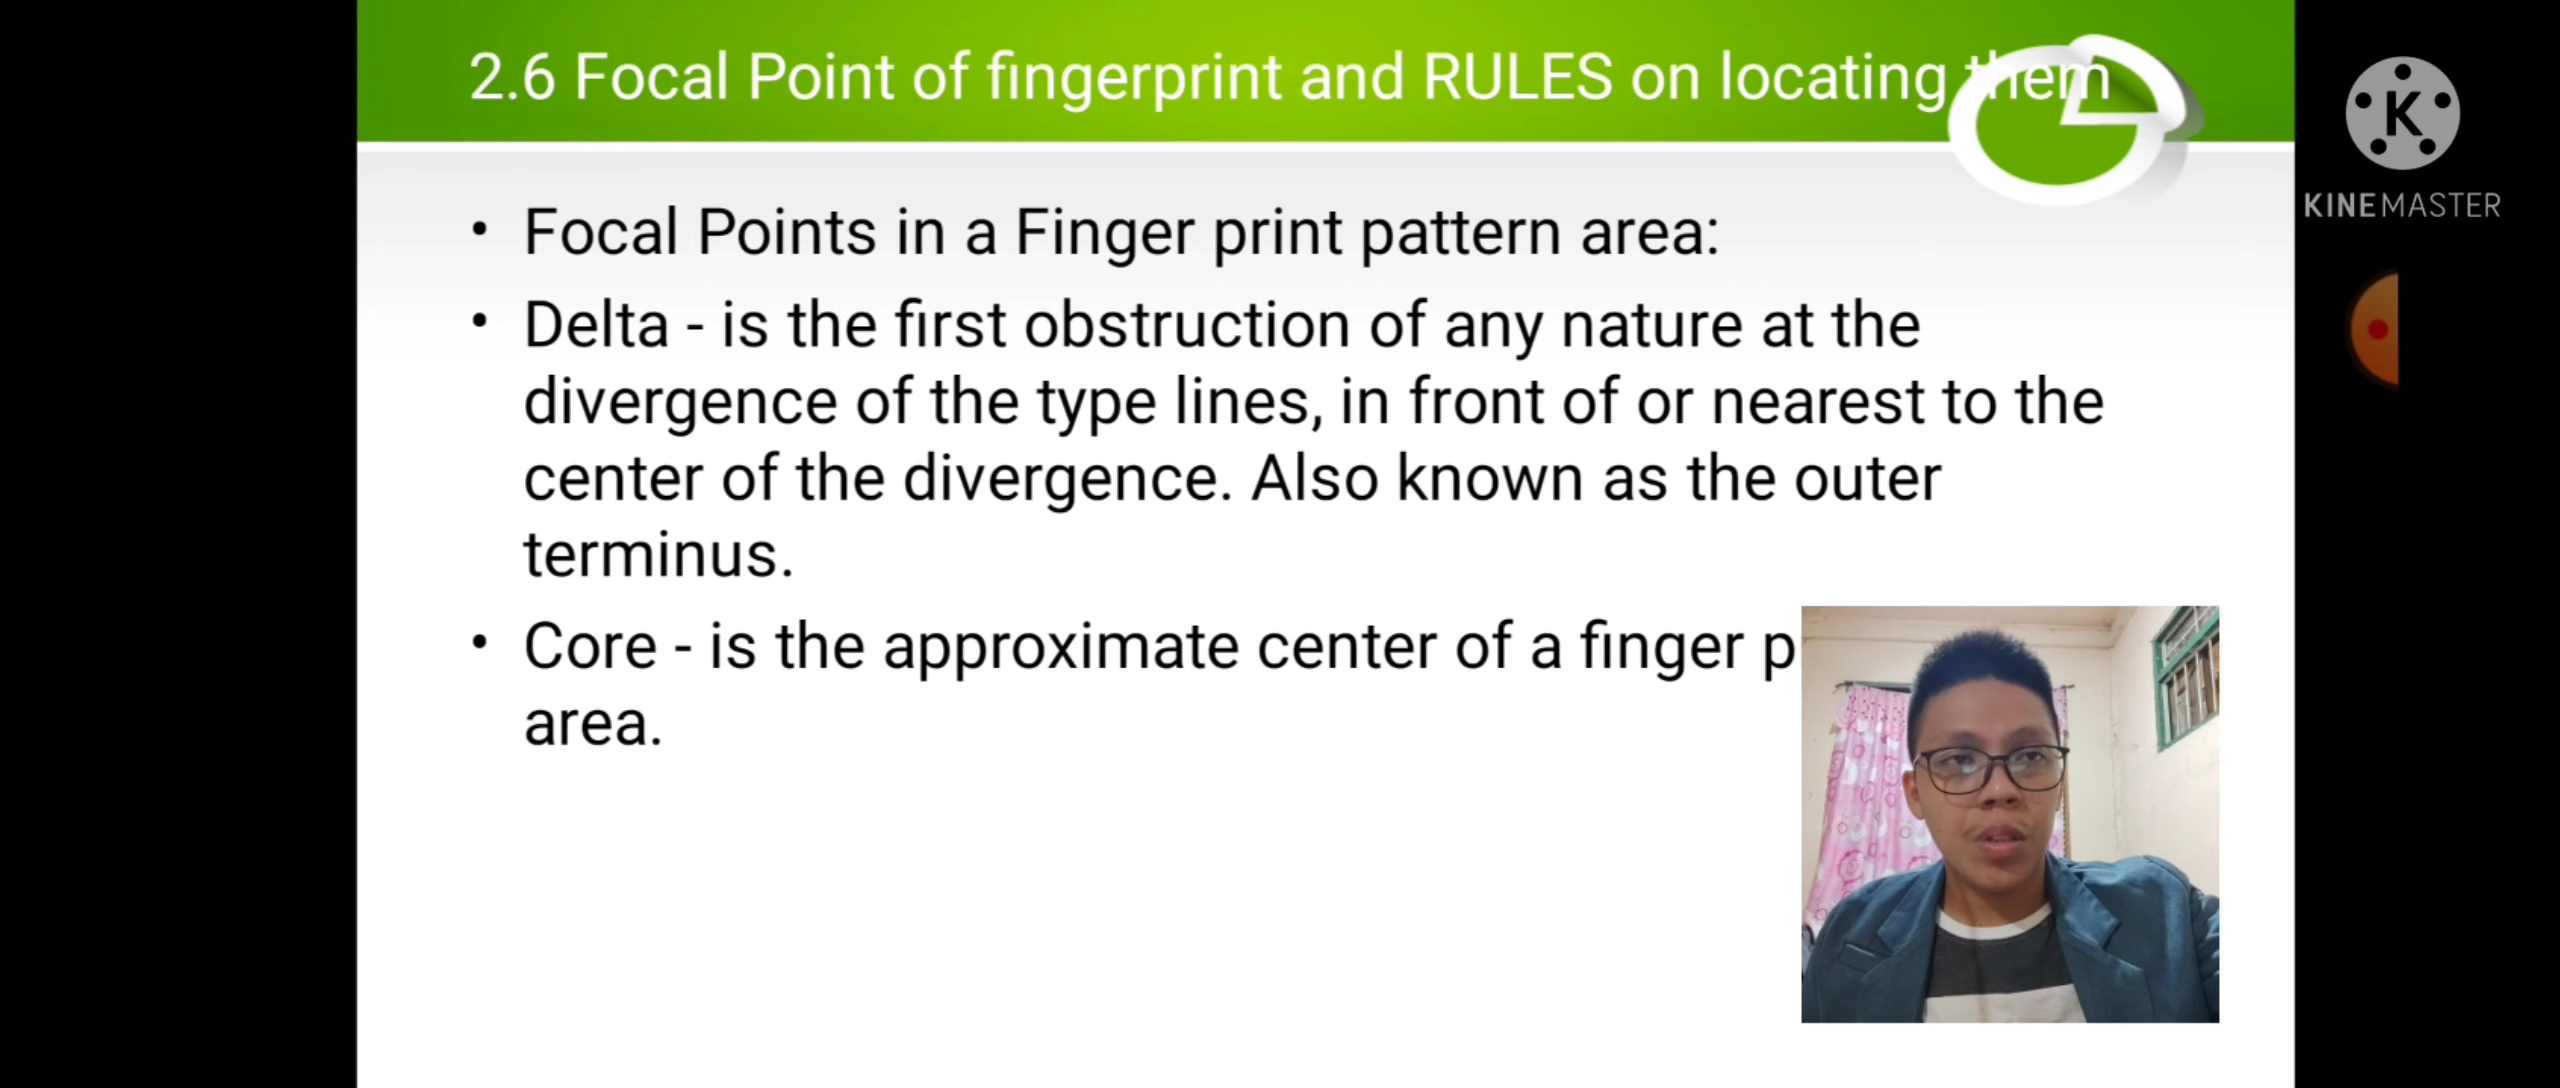 2.6 Focal Point of fingerprint and RULES on locating them
K
KINEMASTER
• Focal Points in a Finger print pattern area:
• Delta - is the first obstruction of any nature at the
divergence of the type lines, in front of or nearest to the
center of the divergence. Also known as the outer
terminus.
• Core - is the approximate center of a finger p
area.